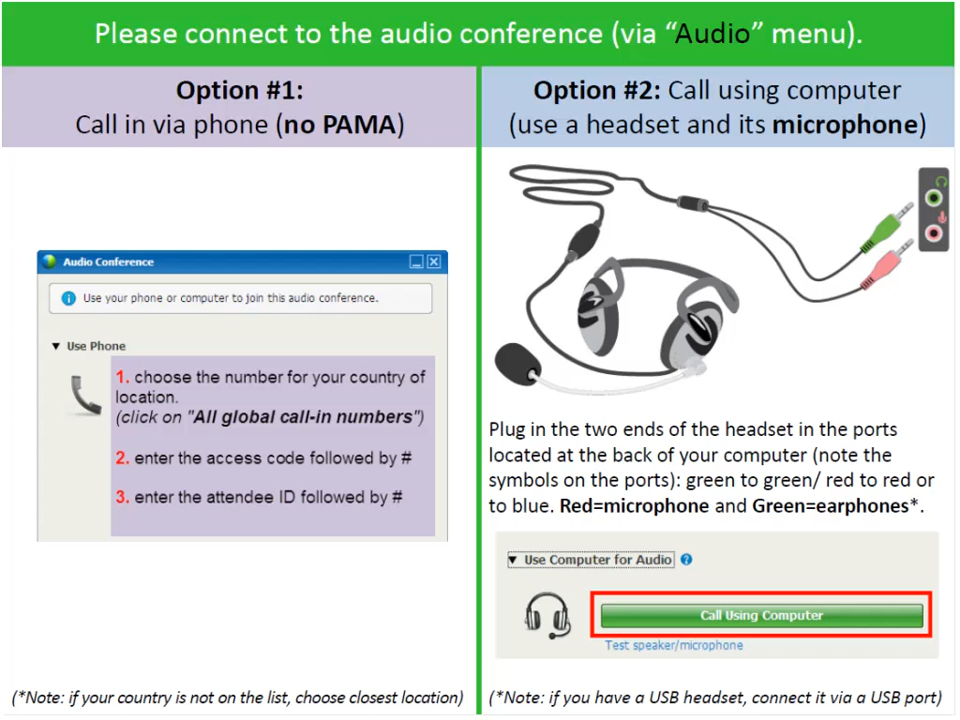 Please connect to the audio conference (via “Audio” menu).
Option #1:
Call in via phone (no PAMA)
Audio Conference
Use your phone or computer to join this audio conference.
Use Phone
1. choose the number for your country of
location.
(click on "All global call-in numbers")
2. enter the access code followed by #
3. enter the attendee ID followed by #
(*Note: if your country is not on the list, choose closest location)
Option #2: Call using computer
(use a headset and its microphone)
Plug in the two ends of the headset in the ports
located at the back of your computer (note the
symbols on the ports): green to green/ red to red or
to blue. Red=microphone and Green=earphones*.
Use Computer for Audio
Call Using Computer
Test speaker/microphone
(*Note: if you have a USB headset, connect it via a USB port)